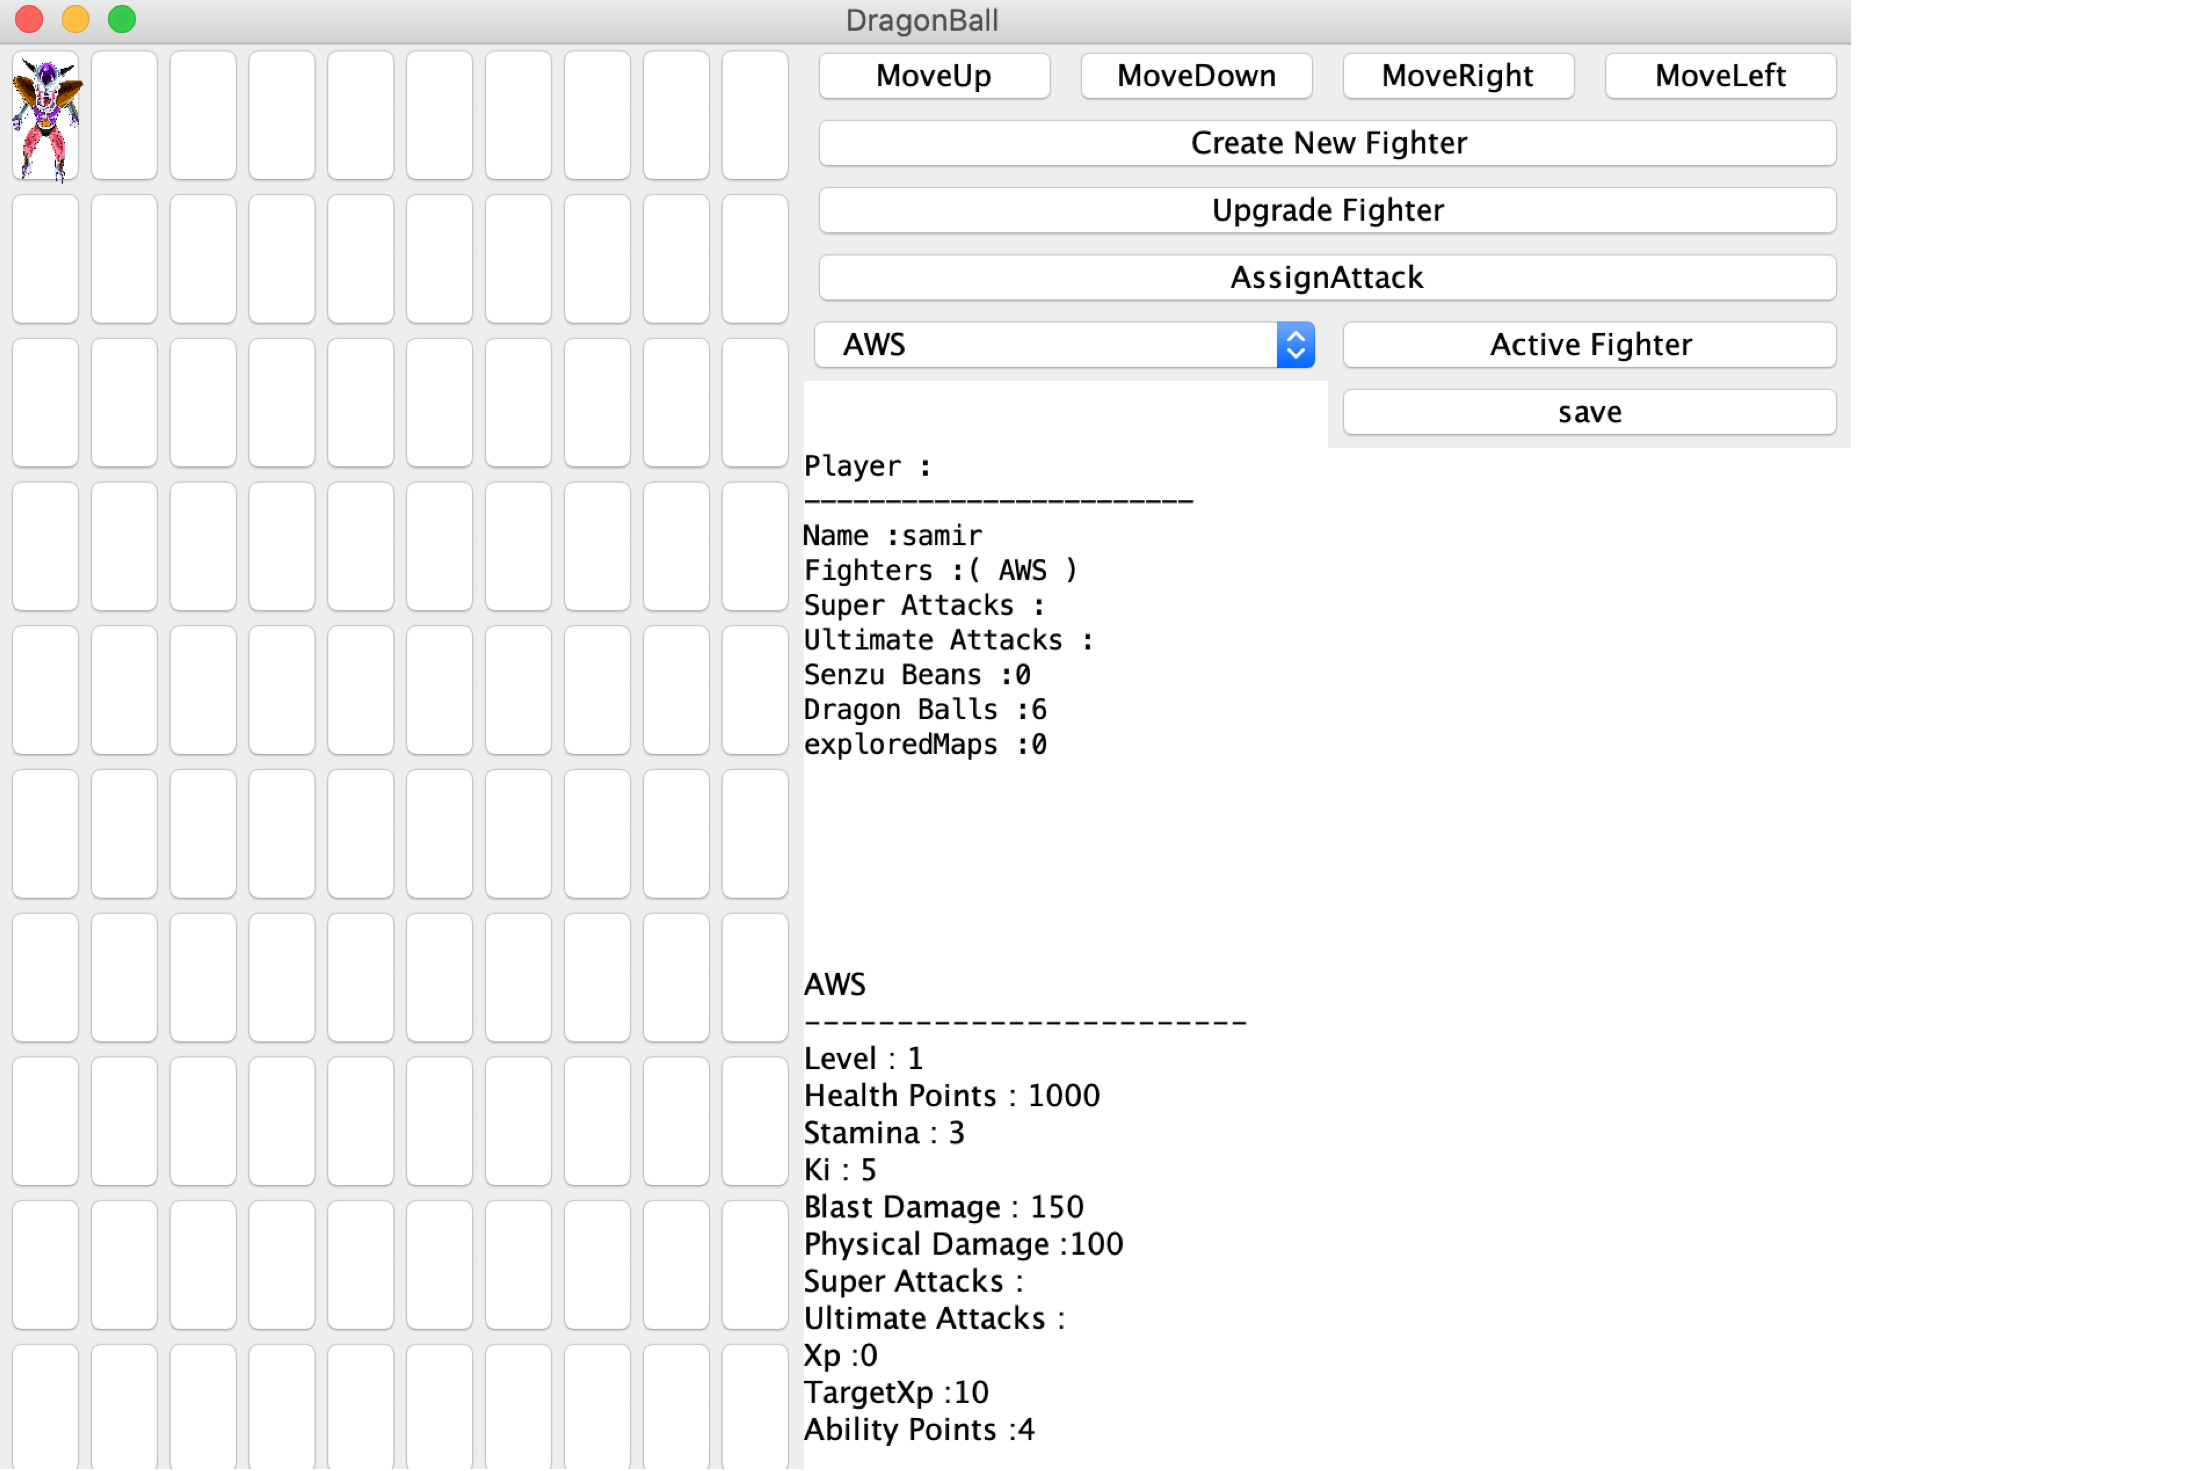 DragonBall
MoveUp MoveDown MoveRight MoveLeft
Create New Fighter
Upgrade Fighter
AssignAttack
AWS Active Fighter
save
Player :
------------------------
Name :samir
Fighters :( AWS )
Super Attacks :
Ultimate Attacks :
Senzu Beans :0
Dragon Balls :6
exploredMaps :0
AWS
------------------------
Level : 1
Health Points : 1000
Stamina : 3
Ki : 5
Blast Damage : 150
Physical Damage :100
Super Attacks :
Ultimate Attacks :
Xp :0
TargetXp :10
Ability Points :4